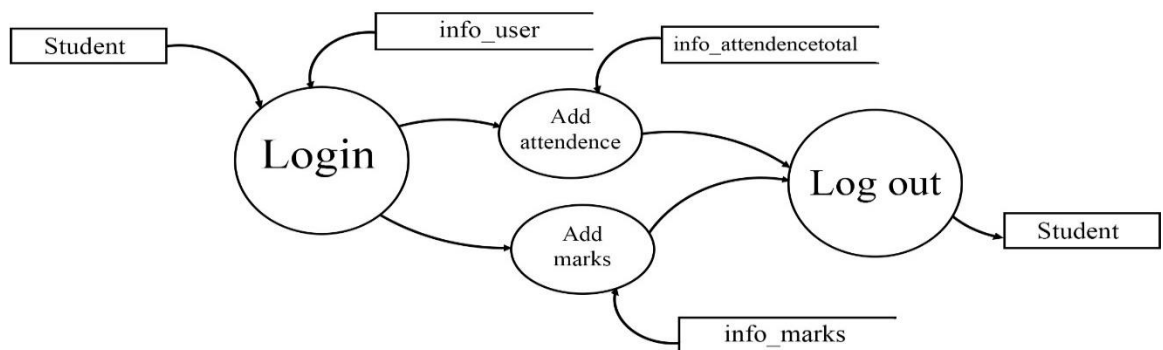 Student
info_user
info_attendencetotal
Login
Add
attendence
Log out
Add
marks
Student
info_marks